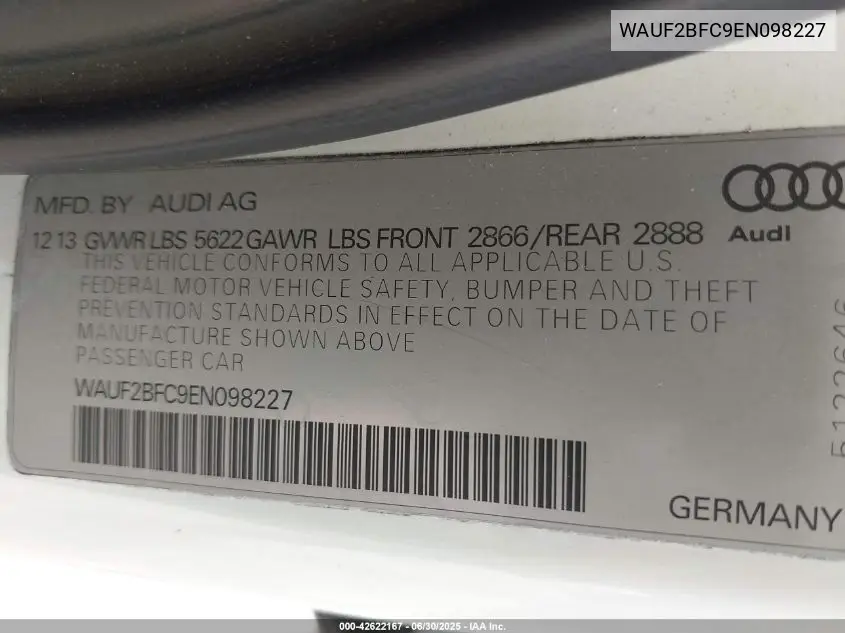 WAUF2BFC9EN098227
MFD. BY AUDI AG
12 13 GVWR LBS 5622 GAWR LBS FRONT 2866/REAR 2888
Audi
THIS VEHICLE CONFORMS TO ALL APPLICABLE U.S.
FEDERAL MOTOR VEHICLE SAFETY, BUMPER AND THEFT
PREVENTION STANDARDS IN EFFECT ON THE DATE OF
MANUFACTURE SHOWN ABOVE
PASSENGER CAR
WAUF2BFC9EN098227
GERMANY
000-42622167 - 06/30/2025 - IAA Inc.